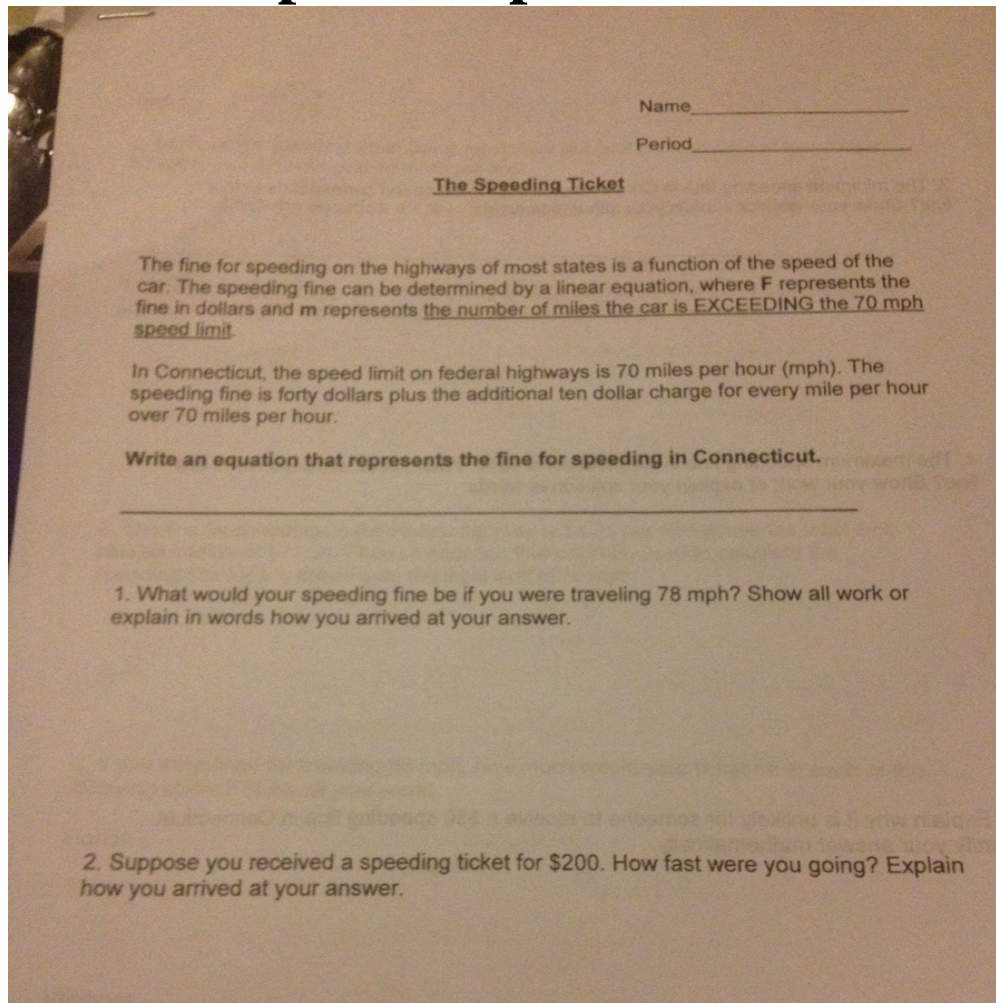 Name
Period
The Speeding Ticket
The fine for speeding on the highways of most states is a function of the speed of the
car. The speeding fine can be determined by a linear equation, where F represents the
fine in dollars and m represents the number of miles the car is EXCEEDING the 70 mph
speed limit.
In Connecticut, the speed limit on federal highways is 70 miles per hour (mph). The
speeding fine is forty dollars plus the additional ten dollar charge for every mile per hour
over 70 miles per hour.
Write an equation that represents the fine for speeding in Connecticut.
1. What would your speeding fine be if you were traveling 78 mph? Show all work or
explain in words how you arrived at your answer.
2. Suppose you received a speeding ticket for $200. How fast were you going? Explain
how you arrived at your answer.